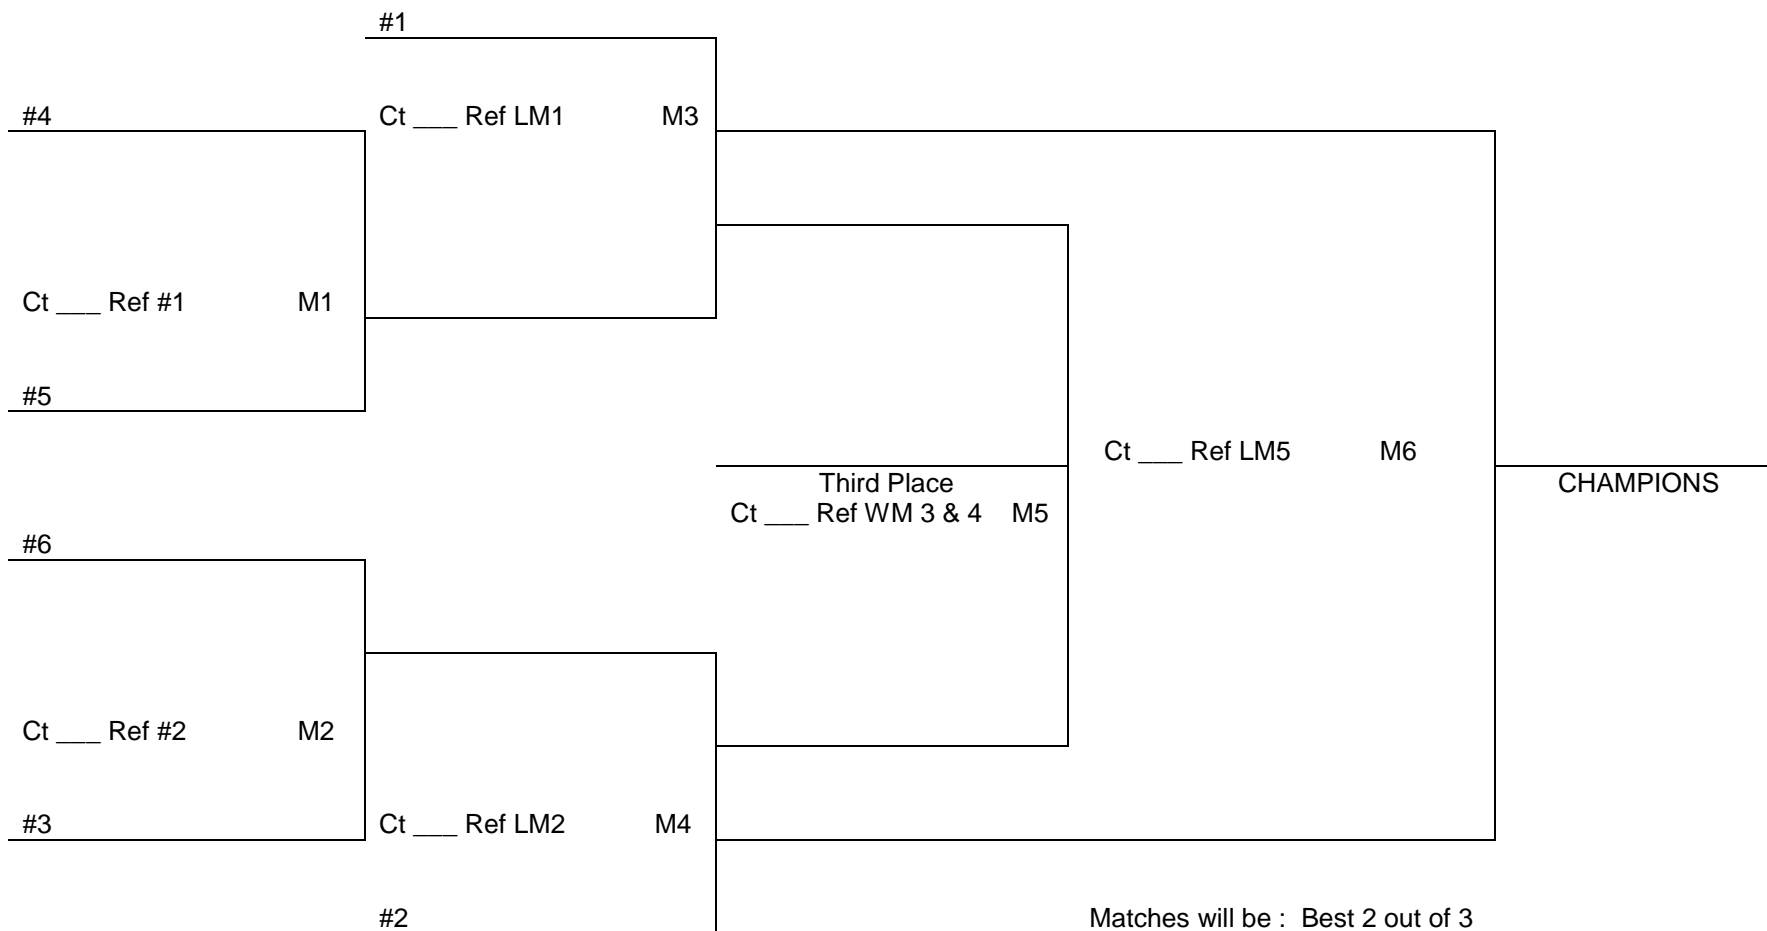 #1
#4
Ct ___ Ref LM1 M3
Ct ___ Ref #1 M1
#5
Ct ___ Ref LM5 M6
Third Place
CHAMPIONS
Ct ___ Ref WM 3 & 4 M5
#6
Ct ___ Ref #2 M2
#3
Ct ___ Ref LM2 M4
#2
Matches will be : Best 2 out of 3